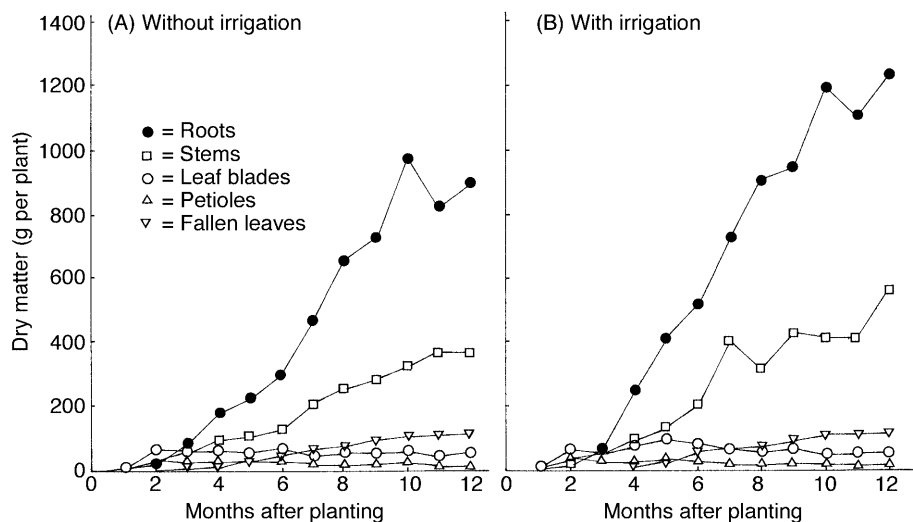 (A) Without irrigation
(B) With irrigation
1400
1200
1000
800
600
400
200
0
● = Roots
□ = Stems
○ = Leaf blades
△ = Petioles
▽ = Fallen leaves
Dry matter (g per plant)
0 2 4 6 8 10 12
0 2 4 6 8 10 12
Months after planting
Months after planting